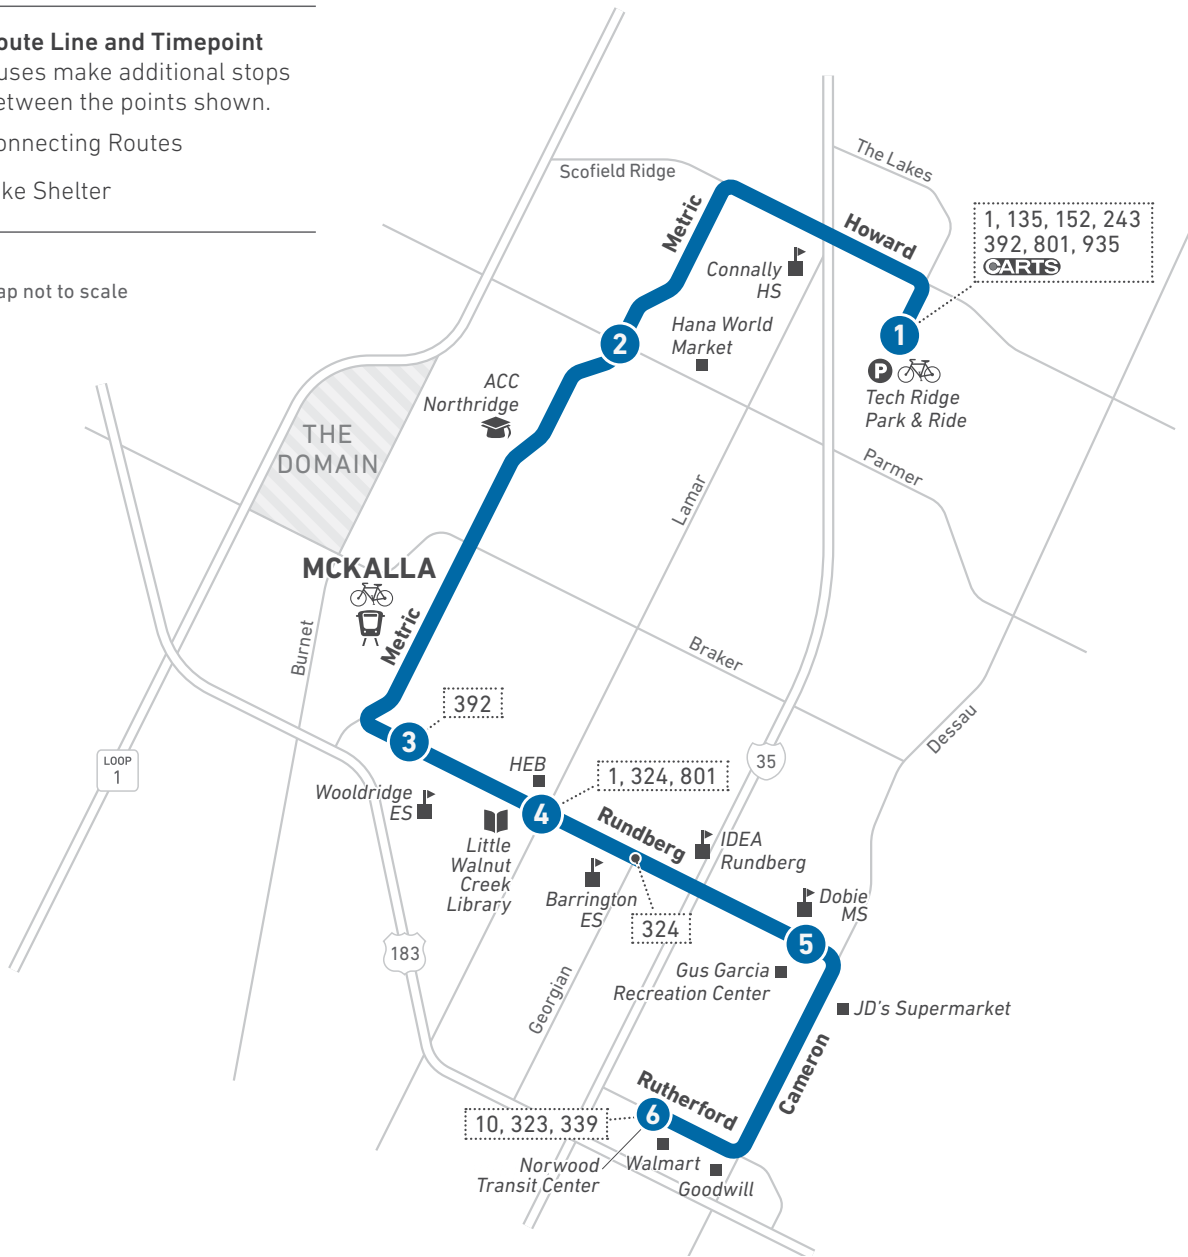 oute Line and Timepoint
uses make additional stops
etween the points shown.
onnecting Routes
ke Shelter
ap not to scale
Scofield Ridge
The Lakes
Metric
Howard
1, 135, 152, 243
392, 801, 935
CARTS
Connally
HS
Hana World
Market
1
2
P
Tech Ridge
Park & Ride
ACC
Northridge
THE
DOMAIN
Parmer
Lamar
MCKALLA
Metric
Burnet
Braker
Dessau
392
3
LOOP
1
35
HEB
1, 324, 801
Wooldridge
ES
4
Rundberg
IDEA
Rundberg
Little
Walnut
Creek
Library
Barrington
ES
324
Dobie
MS
5
183
Gus Garcia
Recreation Center
Georgian
JD's Supermarket
Cameron
Rutherford
6
10, 323, 339
Norwood
Transit Center
Walmart
Goodwill